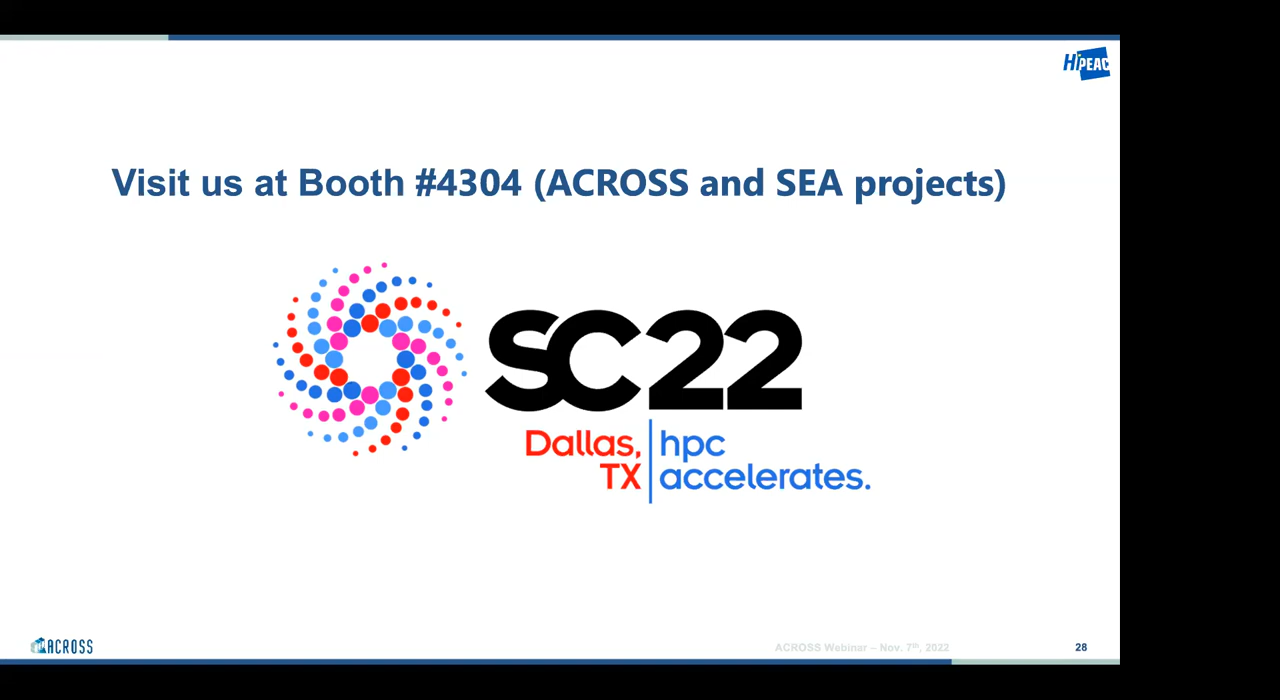 HiPEAC
Visit us at Booth #4304 (ACROSS and SEA projects)
SC22
Dallas, TX
hpc accelerates.
ACROSS
ACROSS Webinar – Nov. 7th, 2022
28